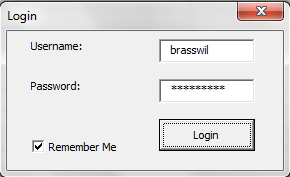 Login
Username:
brasswil
Password:
*********
Remember Me
Login